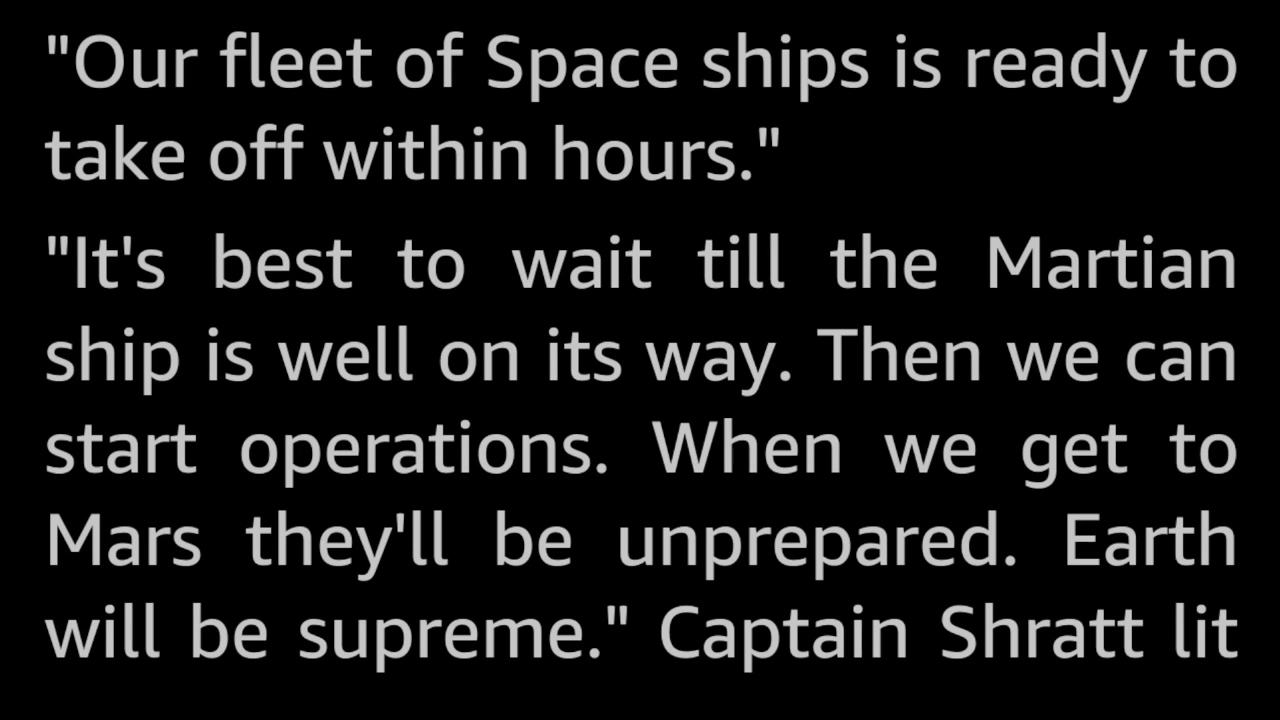 "Our fleet of Space ships is ready to
take off within hours."
"It's best to wait till the Martian
ship is well on its way. Then we can
start operations. When we get to
Mars they'll be unprepared. Earth
will be supreme." Captain Shratt lit